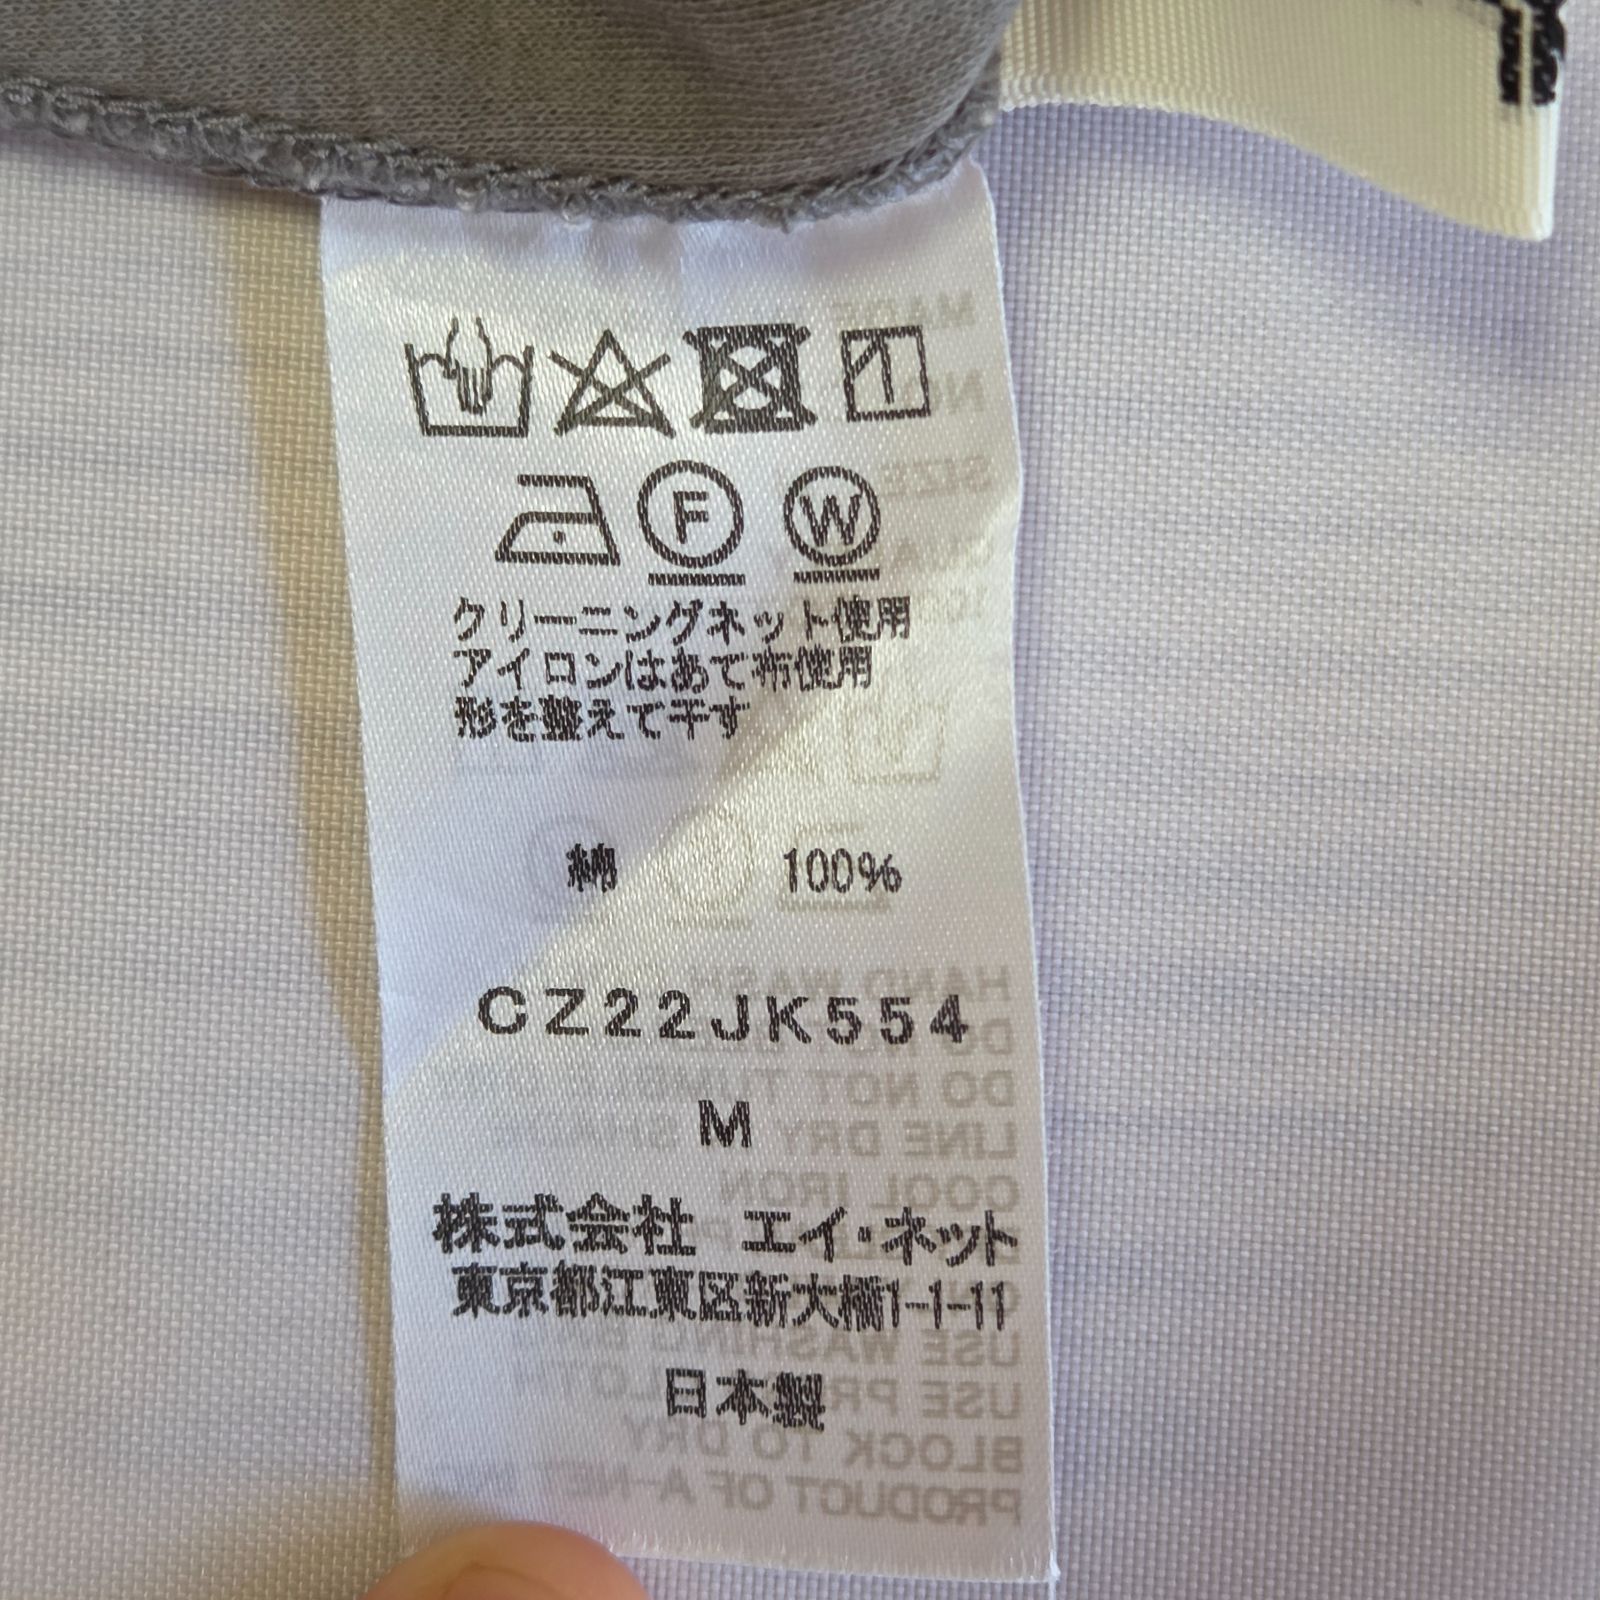 F W
クリーニングネット使用
アイロンはあて布使用
形を整えて干す
綿 100%
CZ22JK554
M
株式会社 エイ・ネット
東京都江東区新大橋1-1-11
日本製